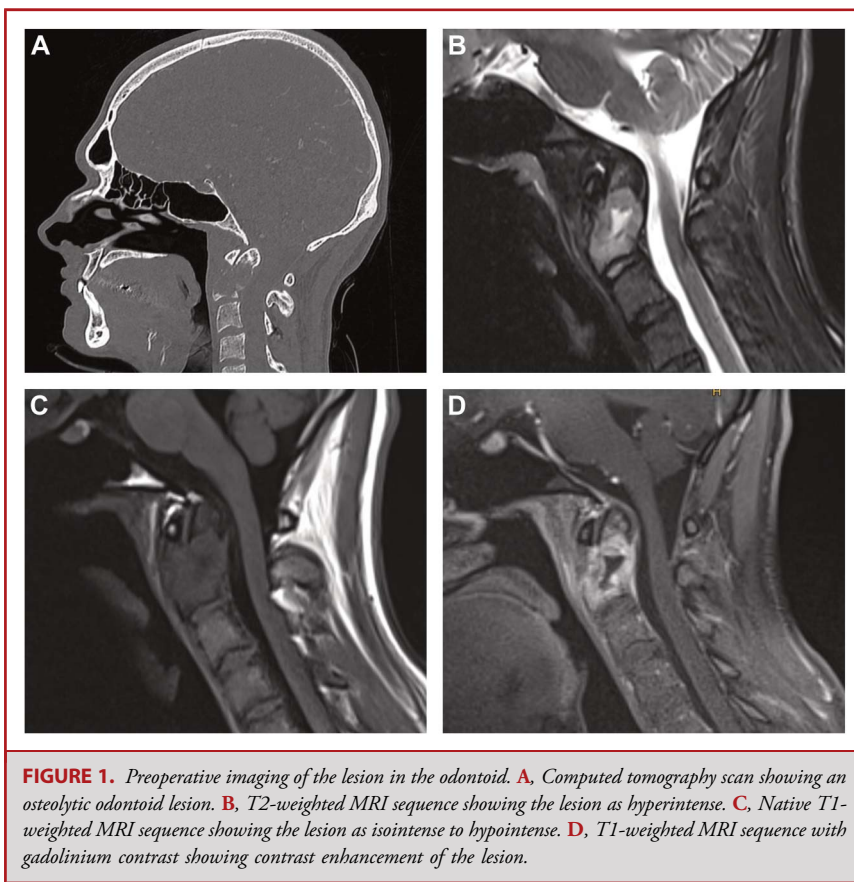 A
B
C
D
H
FIGURE 1. Preoperative imaging of the lesion in the odontoid. A, Computed tomography scan showing an
osteolytic odontoid lesion. B, T2-weighted MRI sequence showing the lesion as hyperintense. C, Native T1-
weighted MRI sequence showing the lesion as isointense to hypointense. D, T1-weighted MRI sequence with
gadolinium contrast showing contrast enhancement of the lesion.